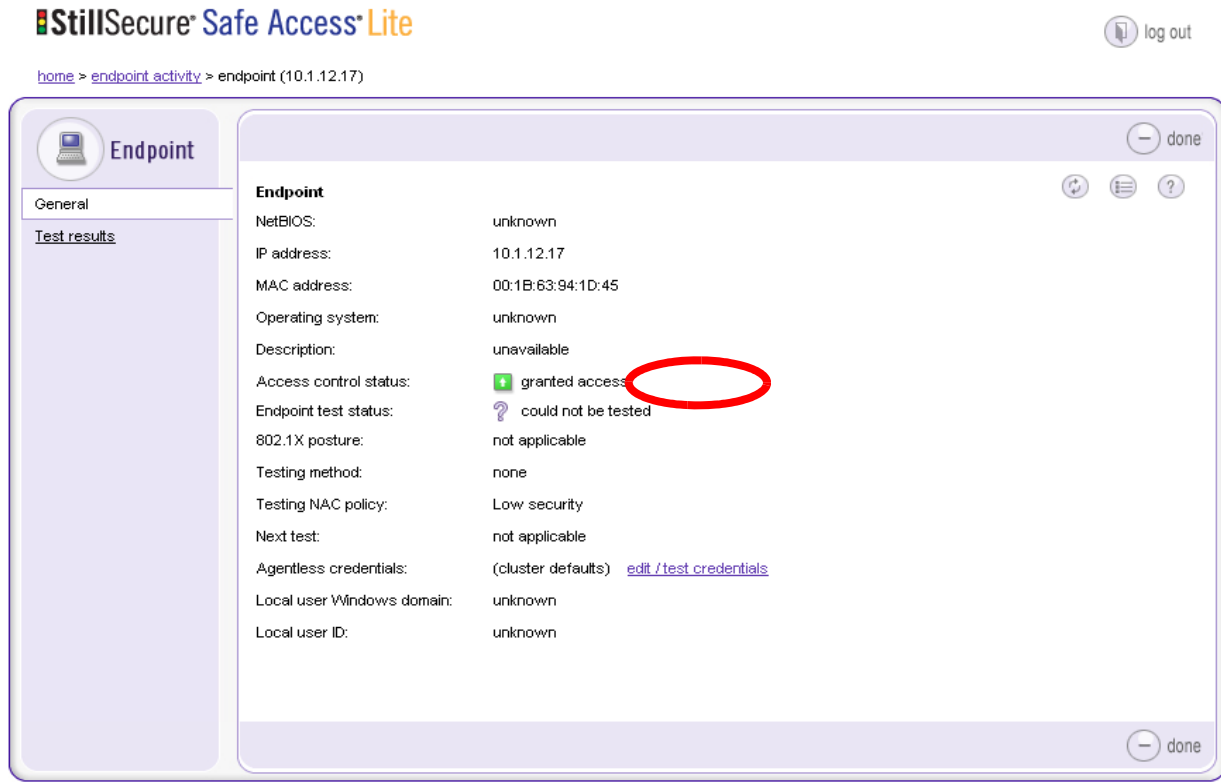 StillSecure® Safe Access® Lite
log out
home > endpoint activity > endpoint (10.1.12.17)
Endpoint
done
General
Test results
Endpoint
?
NetBIOS: unknown
IP address: 10.1.12.17
MAC address: 00:1B:63:94:1D:45
Operating system: unknown
Description: unavailable
Access control status: granted access
Endpoint test status: ? could not be tested
802.1X posture: not applicable
Testing method: none
Testing NAC policy: Low security
Next test: not applicable
Agentless credentials: (cluster defaults) edit / test credentials
Local user Windows domain: unknown
Local user ID: unknown
done